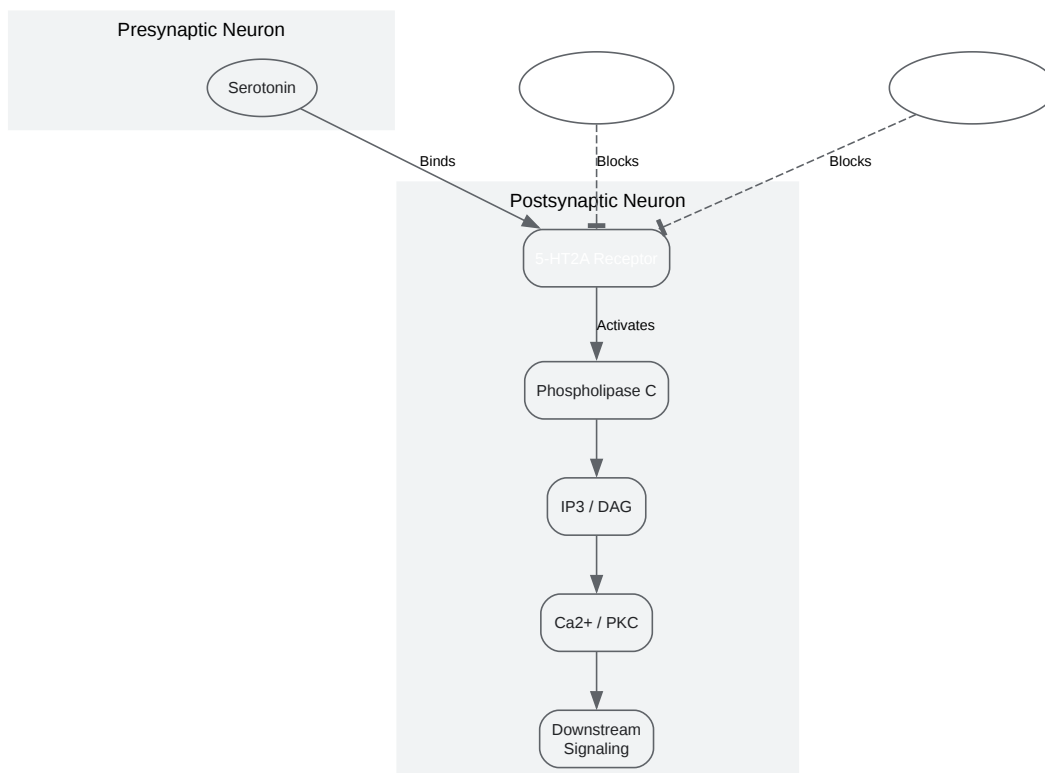 Presynaptic Neuron
Serotonin
Binds
Blocks
Blocks
Postsynaptic Neuron
5-HT2A Receptor
Activates
Phospholipase C
IP3 / DAG
Ca2+ / PKC
Downstream
Signaling